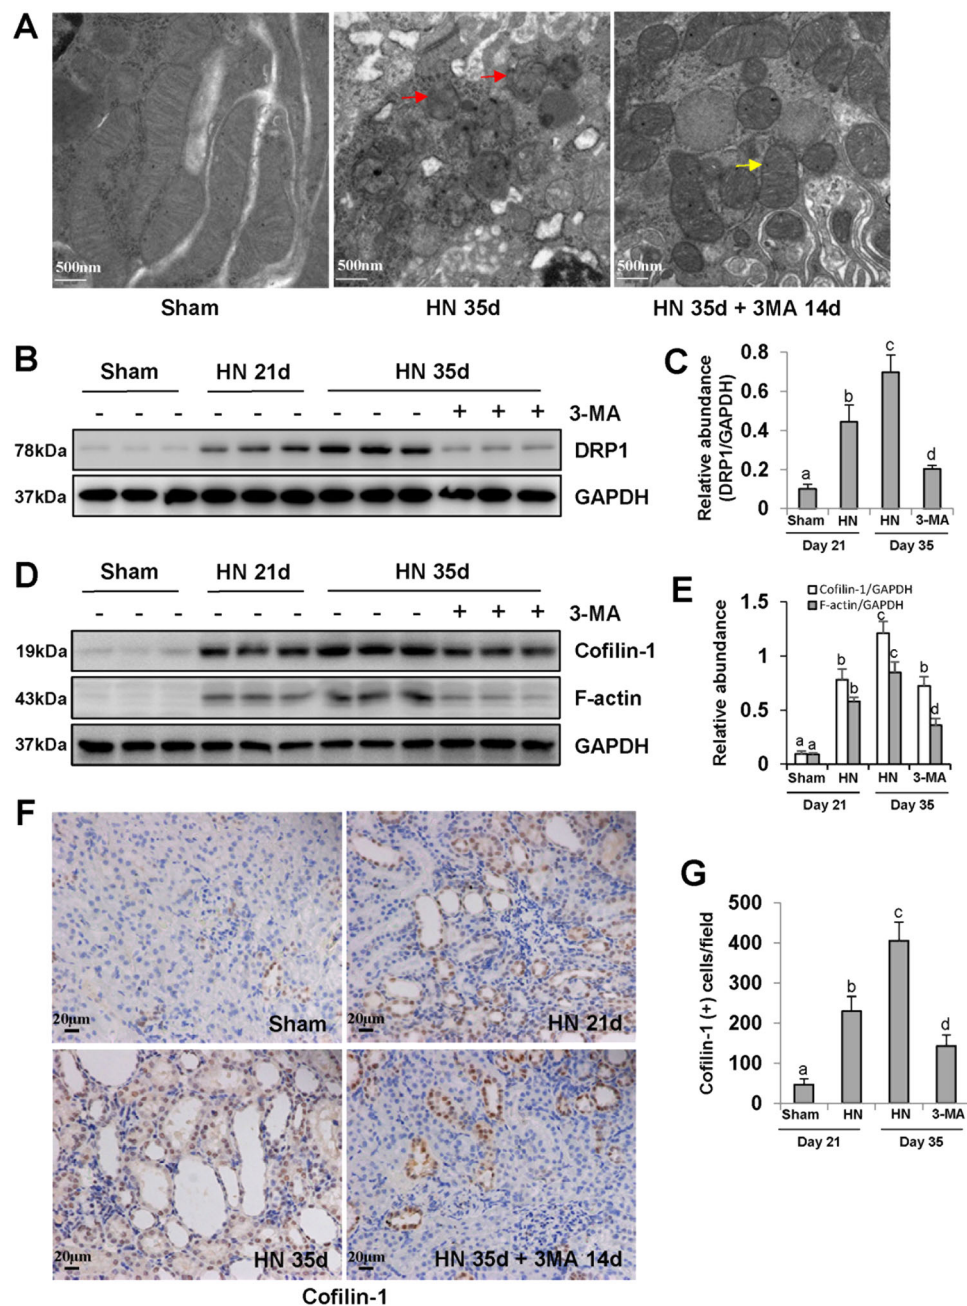 A
500nm
500nm
500nm
Sham
HN 35d
HN 35d + 3MA 14d
B
Sham
HN 21d
HN 35d
- - - - - - - - - + + + 3-MA
78kDa
DRP1
37kDa
GAPDH
C
Relative abundance
(DRP1/GAPDH)
0.8
0.6
0.4
0.2
0
a
b
c
d
Sham
HN
HN
3-MA
Day 21
Day 35
D
Sham
HN 21d
HN 35d
- - - - - - - - - + + + 3-MA
19kDa
Cofilin-1
43kDa
F-actin
37kDa
GAPDH
E
Cofilin-1/GAPDH
F-actin/GAPDH
Relative abundance
1.5
1
0.5
0
a a
b b
c c
b d
Sham
HN
HN
3-MA
Day 21
Day 35
F
20μm
Sham
20μm
HN 21d
20μm
HN 35d
20μm
HN 35d + 3MA 14d
Cofilin-1
G
Cofilin-1 (+) cells/field
500
400
300
200
100
0
a
b
c
d
Sham
HN
HN
3-MA
Day 21
Day 35